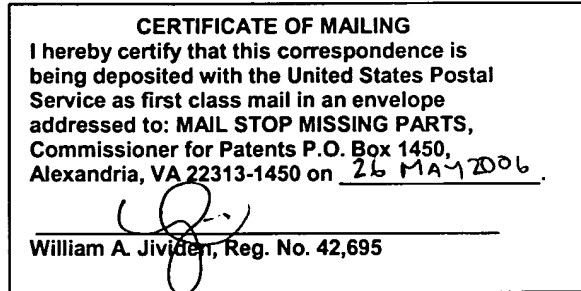 CERTIFICATE OF MAILING
I hereby certify that this correspondence is
being deposited with the United States Postal
Service as first class mail in an envelope
addressed to: MAIL STOP MISSING PARTS,
Commissioner for Patents P.O. Box 1450,
Alexandria, VA 22313-1450 on 26 MAY 2006.
William A. Jividen, Reg. No. 42,695